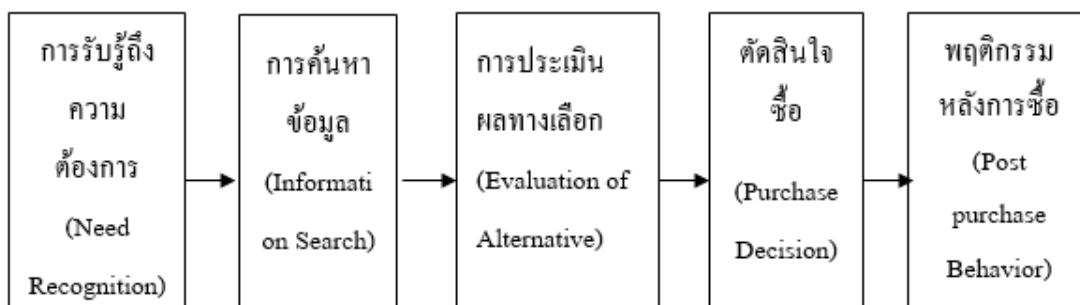 การรับรู้ถึง
ความ
ต้องการ
(Need
Recognition)
การค้นหา
ข้อมูล
(Informati
on Search)
การประเมิน
ผลทางเลือก
(Evaluation of
Alternative)
ตัดสินใจ
ซื้อ
(Purchase
Decision)
พฤติกรรม
หลังการซื้อ
(Post
purchase
Behavior)